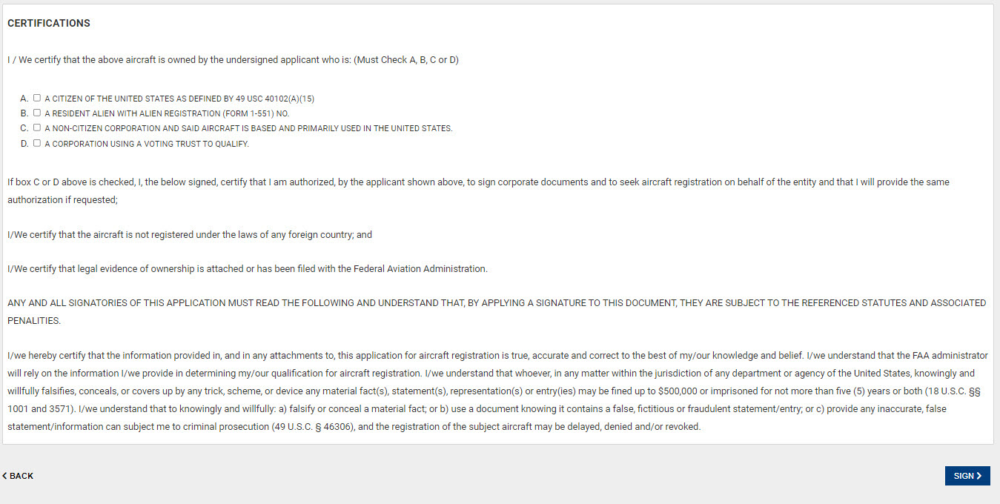 CERTIFICATIONS
I / We certify that the above aircraft is owned by the undersigned applicant who is: (Must Check A, B, C or D)
A. A CITIZEN OF THE UNITED STATES AS DEFINED BY 49 USC 40102(A)(15)
B. A RESIDENT ALIEN WITH ALIEN REGISTRATION (FORM 1-551) NO.
C. A NON-CITIZEN CORPORATION AND SAID AIRCRAFT IS BASED AND PRIMARILY USED IN THE UNITED STATES.
D. A CORPORATION USING A VOTING TRUST TO QUALIFY.
If box C or D above is checked, I, the below signed, certify that I am authorized, by the applicant shown above, to sign corporate documents and to seek aircraft registration on behalf of the entity and that I will provide the same
authorization if requested;
I/We certify that the aircraft is not registered under the laws of any foreign country; and
I/We certify that legal evidence of ownership is attached or has been filed with the Federal Aviation Administration.
ANY AND ALL SIGNATORIES OF THIS APPLICATION MUST READ THE FOLLOWING AND UNDERSTAND THAT, BY APPLYING A SIGNATURE TO THIS DOCUMENT, THEY ARE SUBJECT TO THE REFERENCED STATUTES AND ASSOCIATED
PENALITIES.
I/we hereby certify that the information provided in, and in any attachments to, this application for aircraft registration is true, accurate and correct to the best of my/our knowledge and belief. I/we understand that the FAA administrator
will rely on the information I/we provide in determining my/our qualification for aircraft registration. I/we understand that whoever, in any matter within the jurisdiction of any department or agency of the United States, knowingly and
willfully falsifies, conceals, or covers up by any trick, scheme, or device any material fact(s), statement(s), representation(s) or entry(ies) may be fined up to $500,000 or imprisoned for not more than five (5) years or both (18 U.S.C. §§
1001 and 3571). I/we understand that to knowingly and willfully: a) falsify or conceal a material fact; or b) use a document knowing it contains a false, fictitious or fraudulent statement/entry; or c) provide any inaccurate, false
statement/information can subject me to criminal prosecution (49 U.S.C. § 46306), and the registration of the subject aircraft may be delayed, denied and/or revoked.
BACK
SIGN